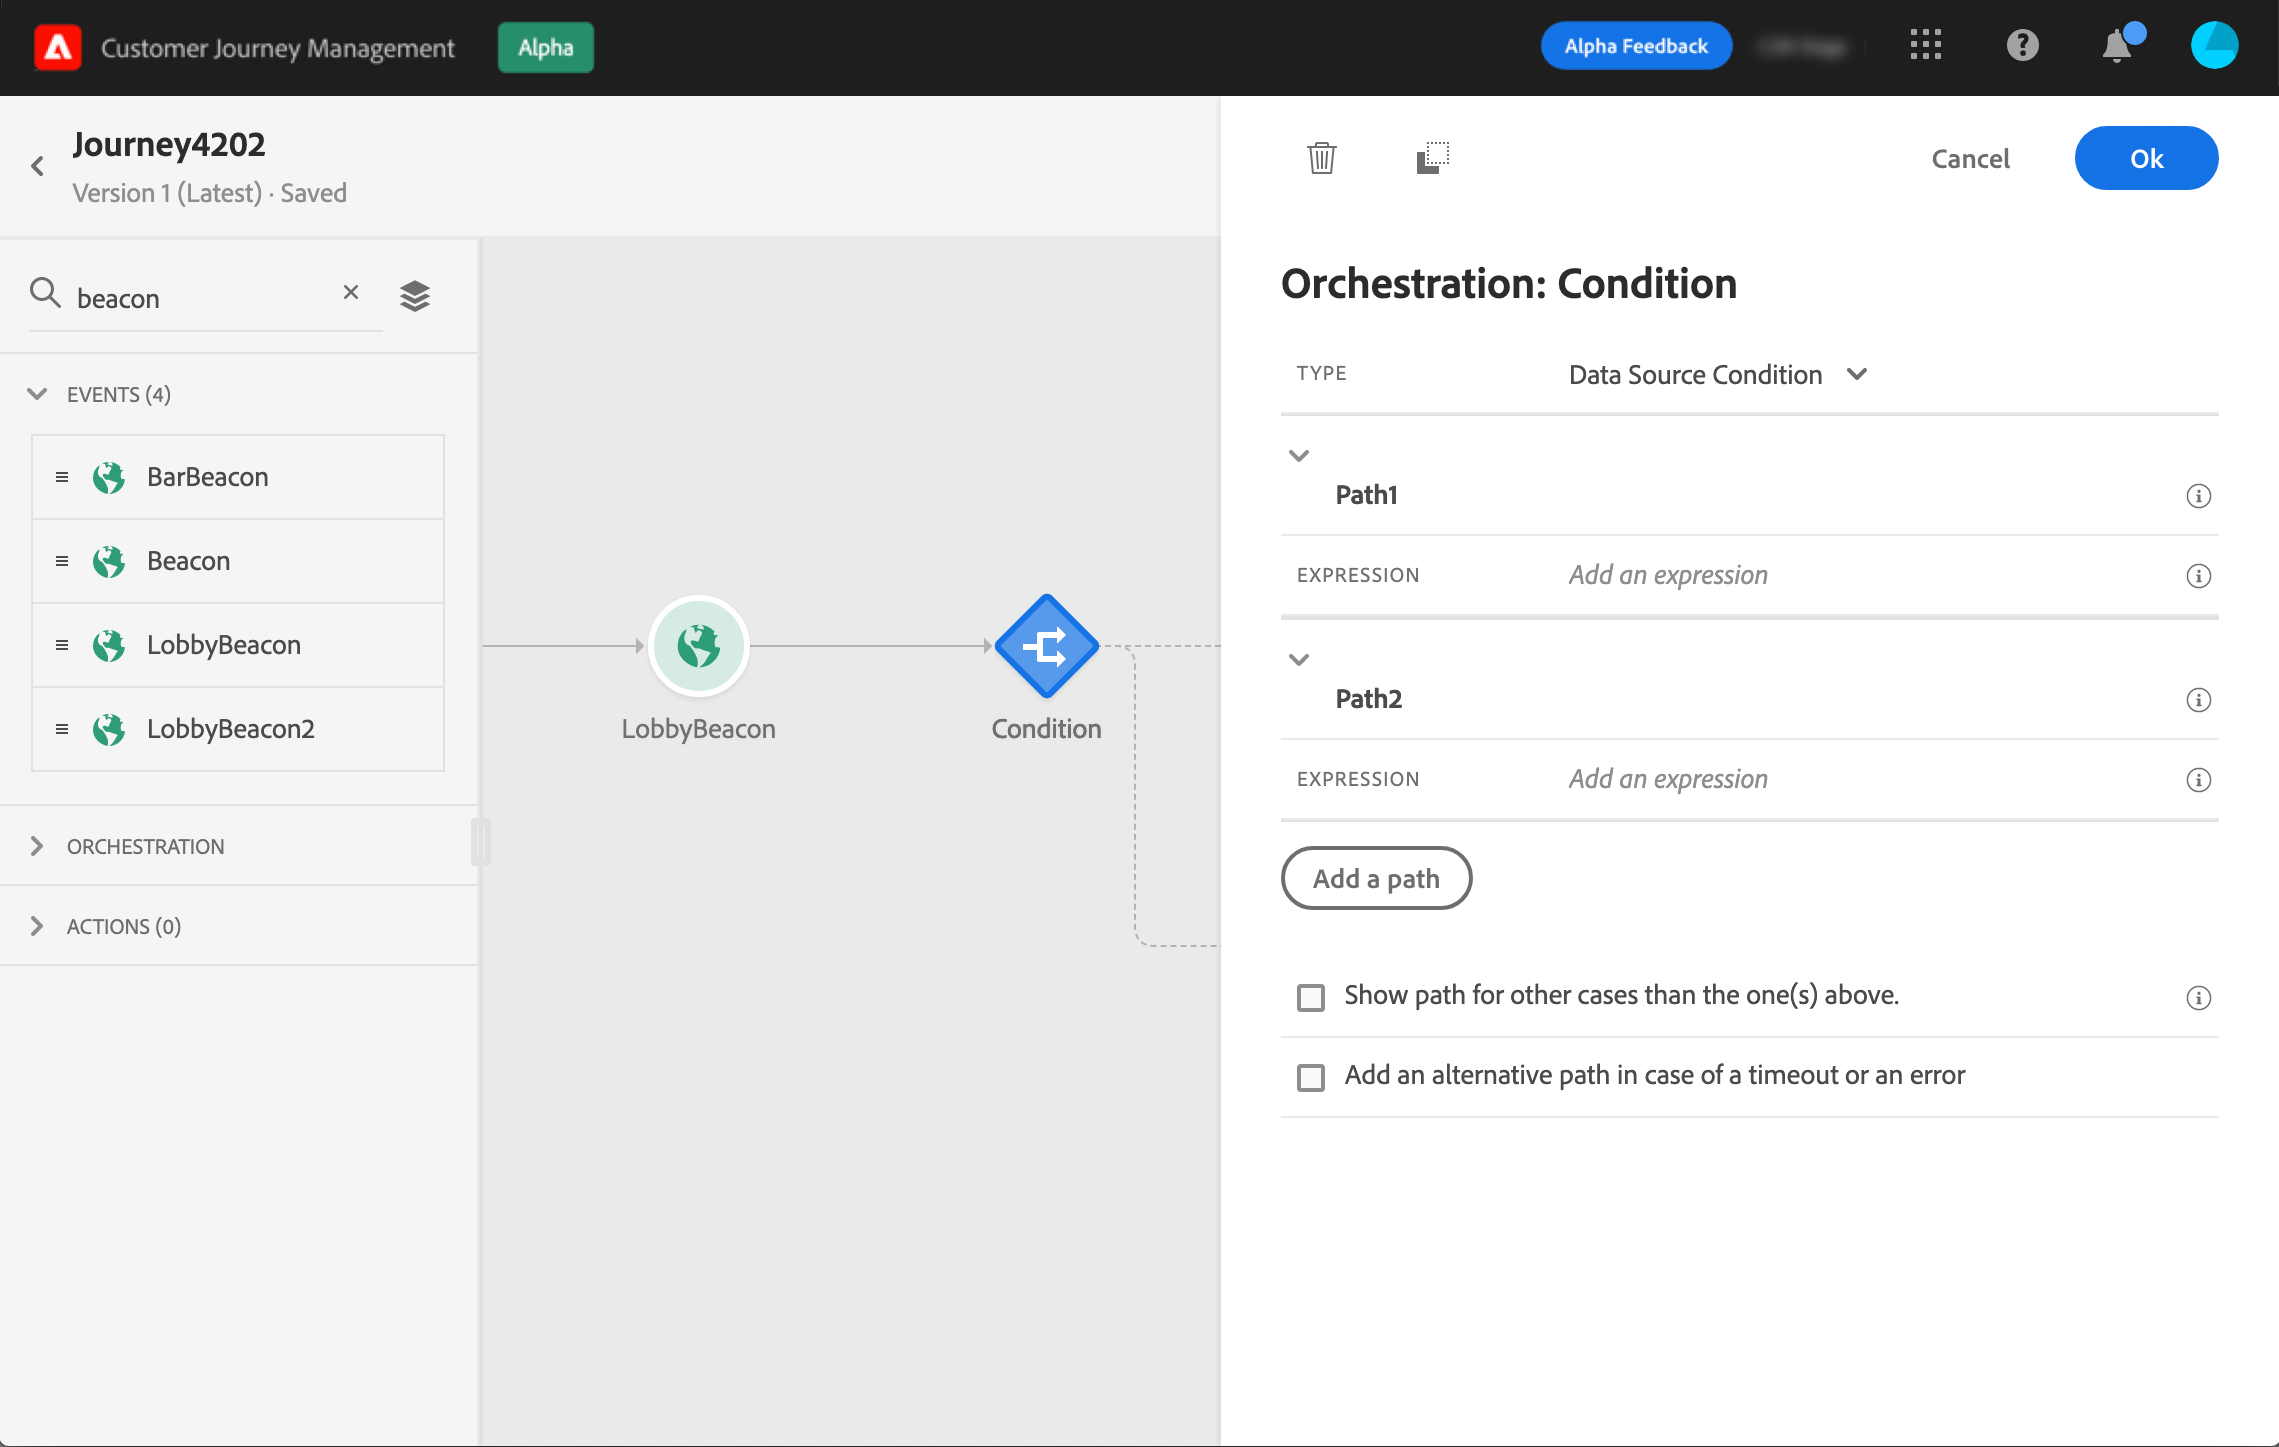 Customer Journey Management
Alpha
Alpha Feedback
Journey4202
Version 1 (Latest) · Saved
Cancel
Ok
beacon
EVENTS (4)
BarBeacon
Beacon
LobbyBeacon
LobbyBeacon2
ORCHESTRATION
ACTIONS (0)
LobbyBeacon
Condition
Orchestration: Condition
TYPE
Data Source Condition
Path1
EXPRESSION
Add an expression
Path2
EXPRESSION
Add an expression
Add a path
Show path for other cases than the one(s) above.
Add an alternative path in case of a timeout or an error